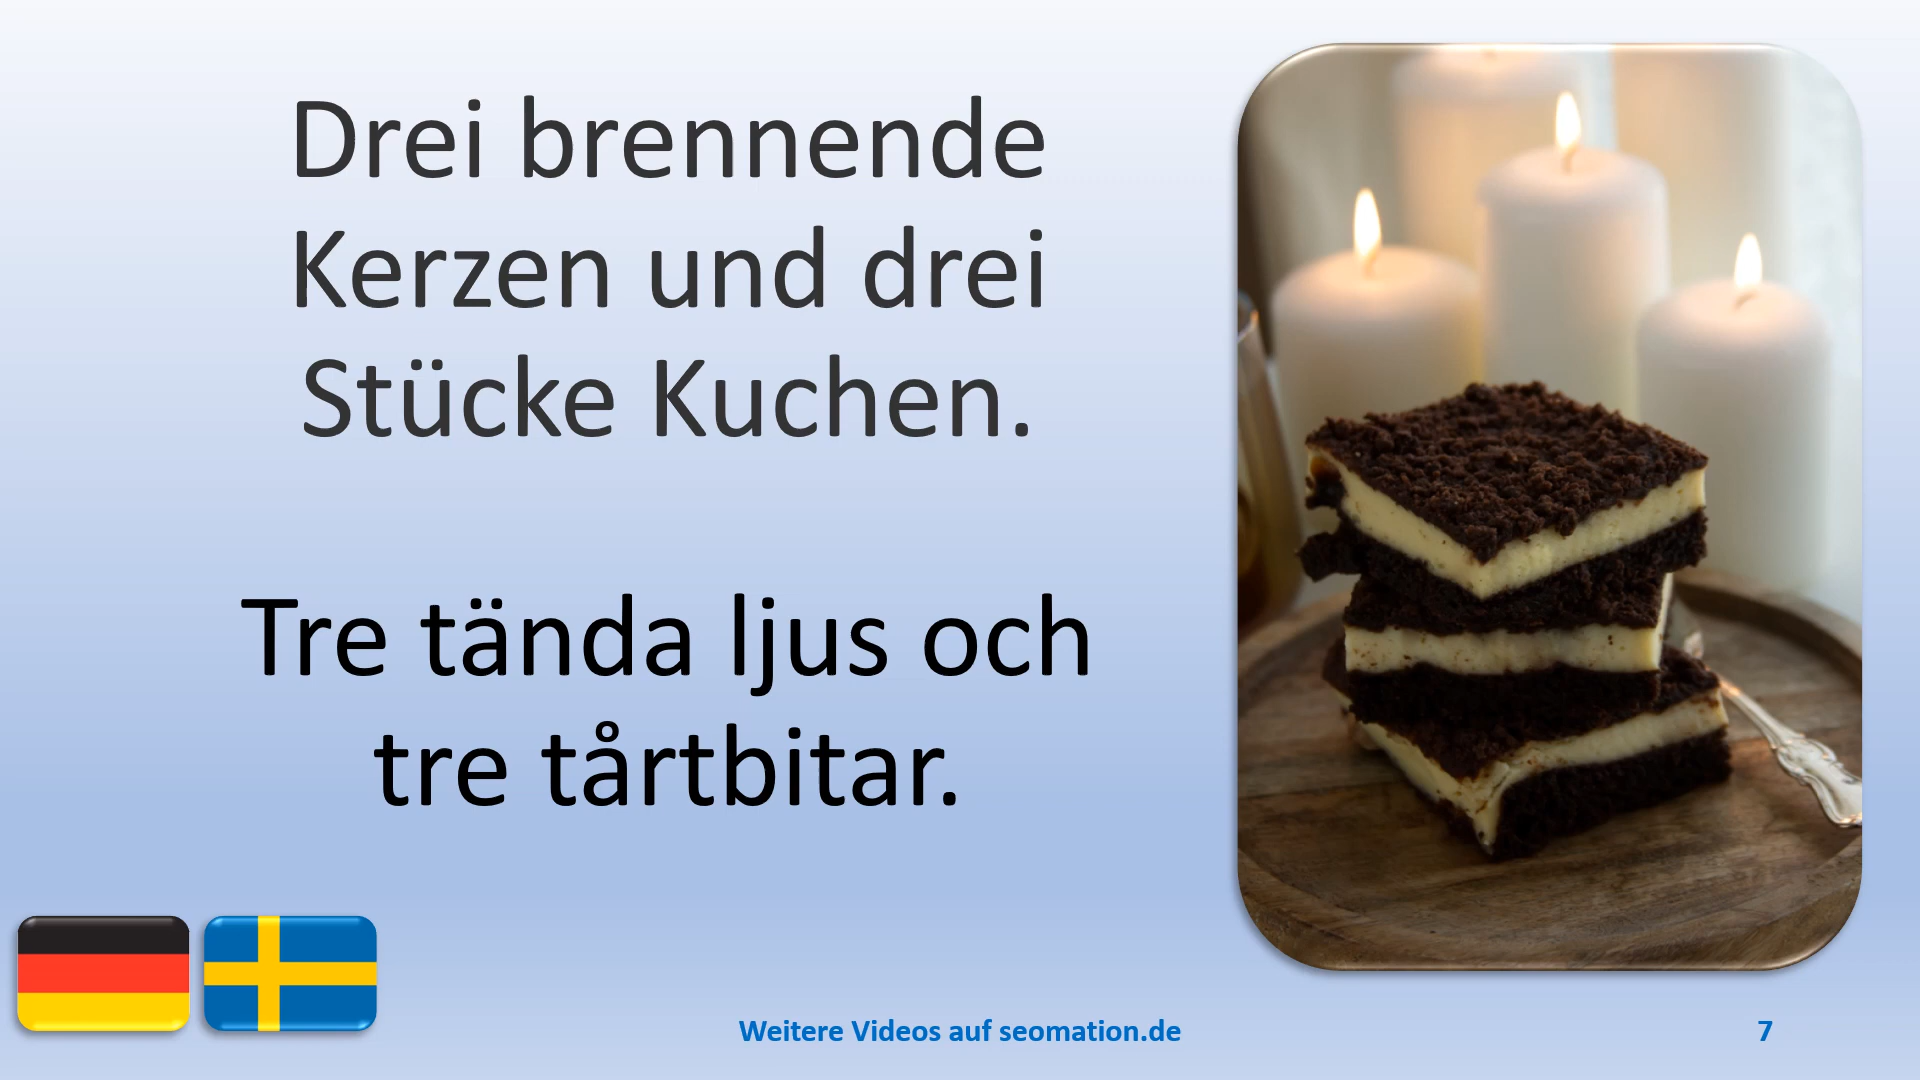 Drei brennende
Kerzen und drei
Stücke Kuchen.
Tre tända ljus och
tre tårtbitar.
Weitere Videos auf seomation.de
7